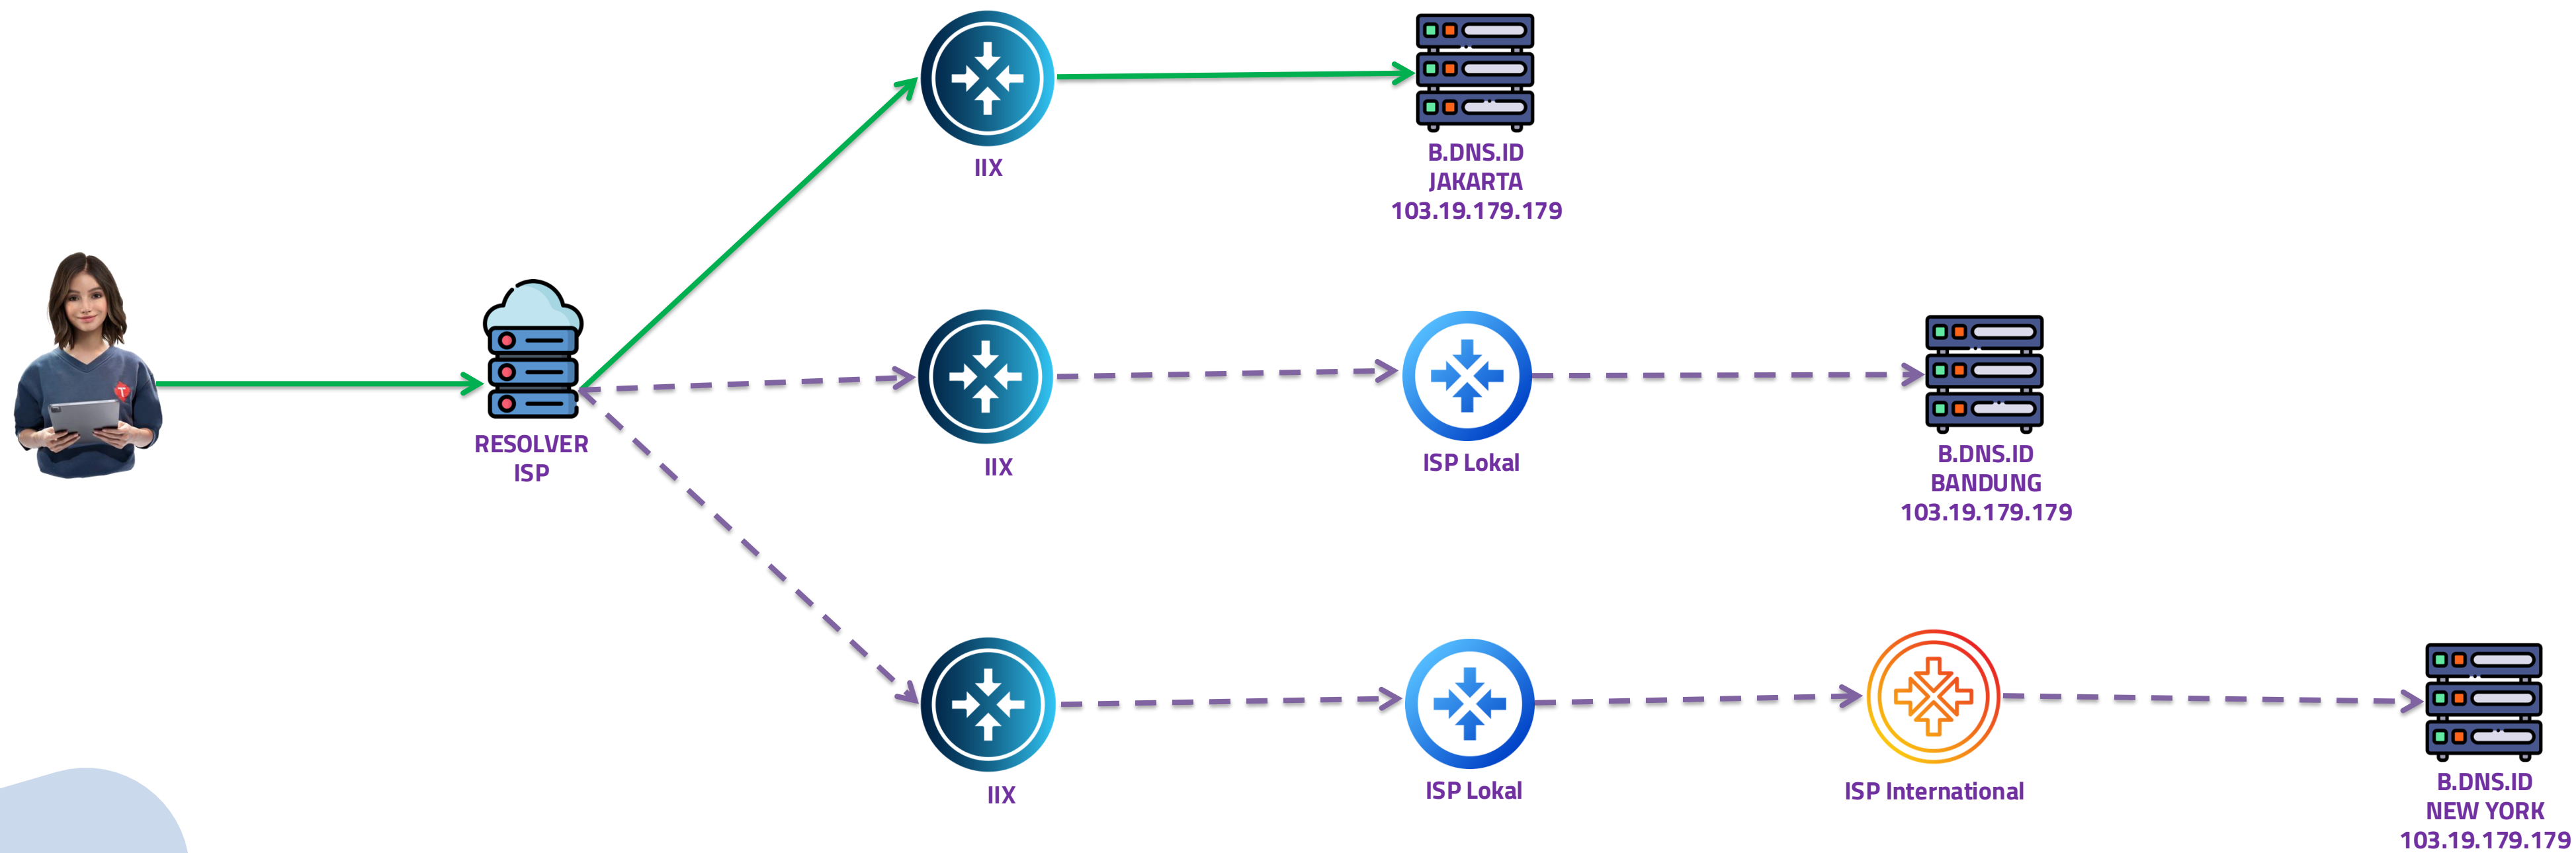 IIX
B.DNS.ID
JAKARTA
103.19.179.179
T
RESOLVER
ISP
IIX
ISP Lokal
B.DNS.ID
BANDUNG
103.19.179.179
IIX
ISP Lokal
ISP International
B.DNS.ID
NEW YORK
103.19.179.179